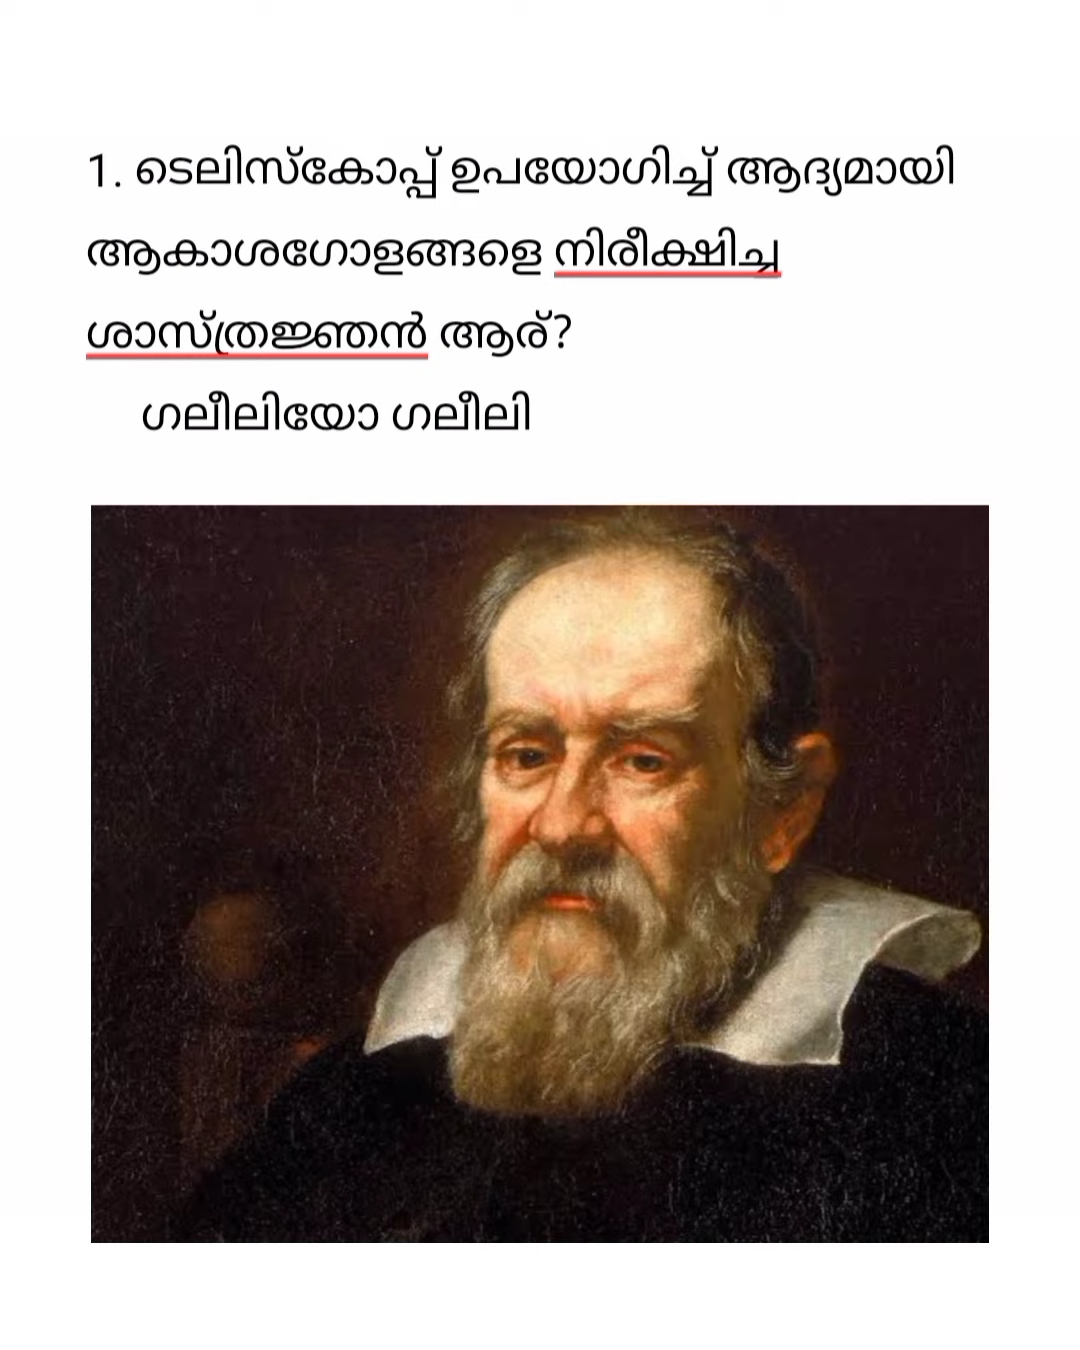 1. ടെലിസ്കോപ്പ് ഉപയോഗിച്ച് ആദ്യമായി
ആകാശഗോളങ്ങളെ നിരീക്ഷിച്ച
ശാസ്ത്രജ്ഞൻ ആര്?
ഗലീലിയോ ഗലീലി